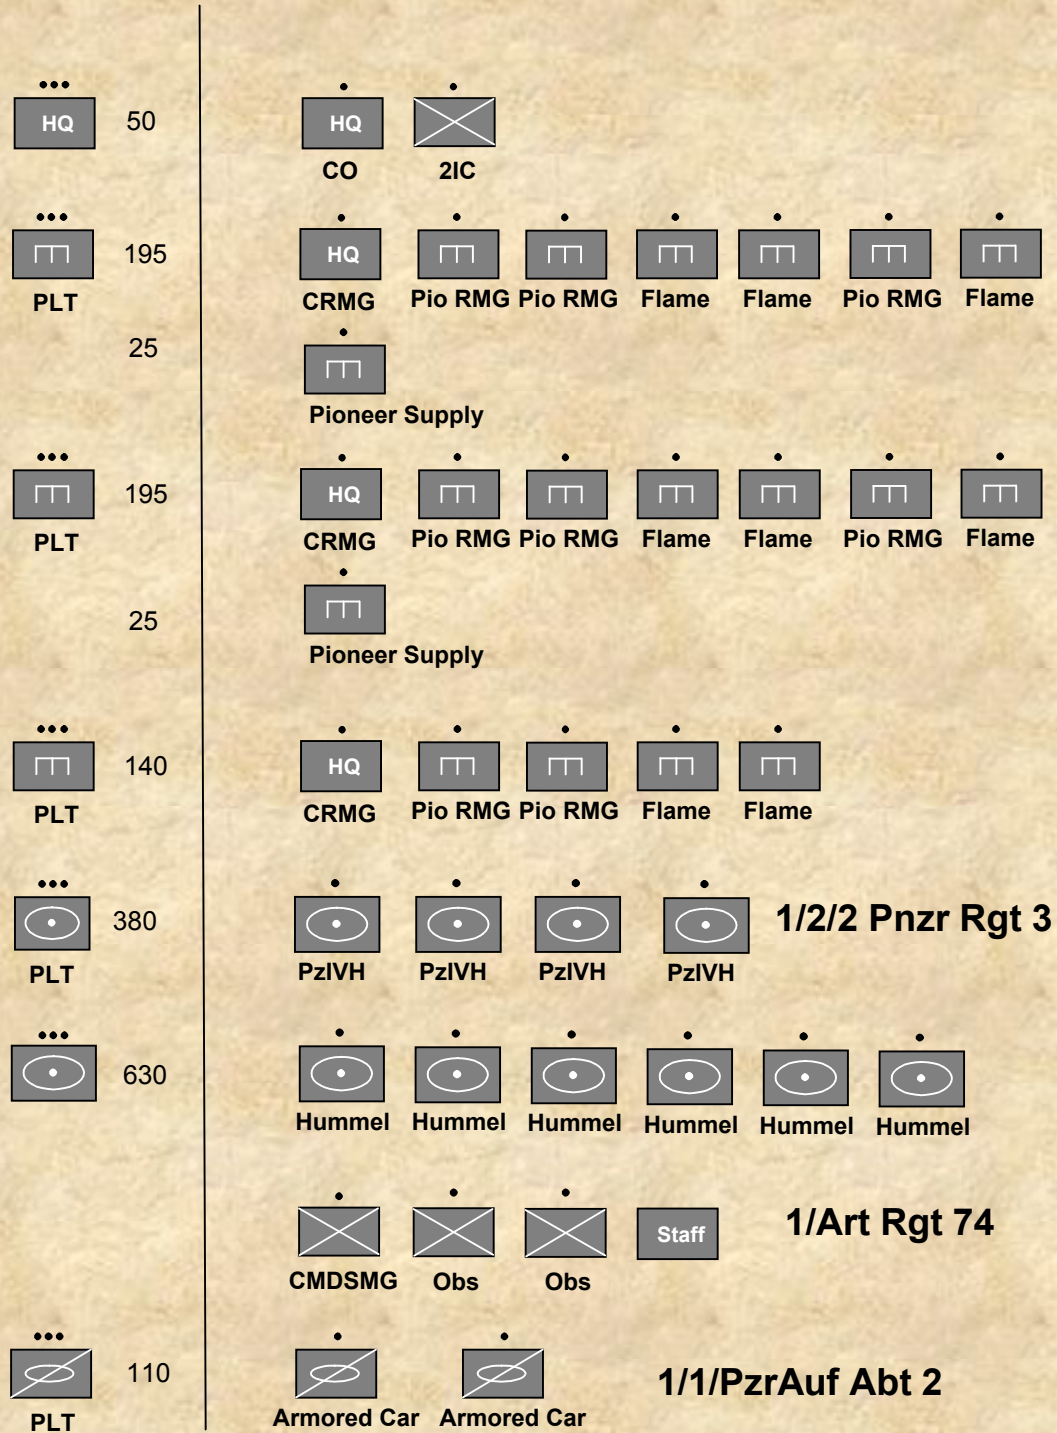 HQ 50 HQ
CO 2IC
195 HQ
PLT CRMG Pio RMG Pio RMG Flame Flame Pio RMG Flame
25
Pioneer Supply
195 HQ
PLT CRMG Pio RMG Pio RMG Flame Flame Pio RMG Flame
25
Pioneer Supply
140 HQ
PLT CRMG Pio RMG Pio RMG Flame Flame
380 1/2/2 Pnzr Rgt 3
PLT PzIVH PzIVH PzIVH PzIVH
630
Hummel Hummel Hummel Hummel Hummel Hummel
Staff 1/Art Rgt 74
CMDSMG Obs Obs
110 1/1/PzrAuf Abt 2
PLT Armored Car Armored Car